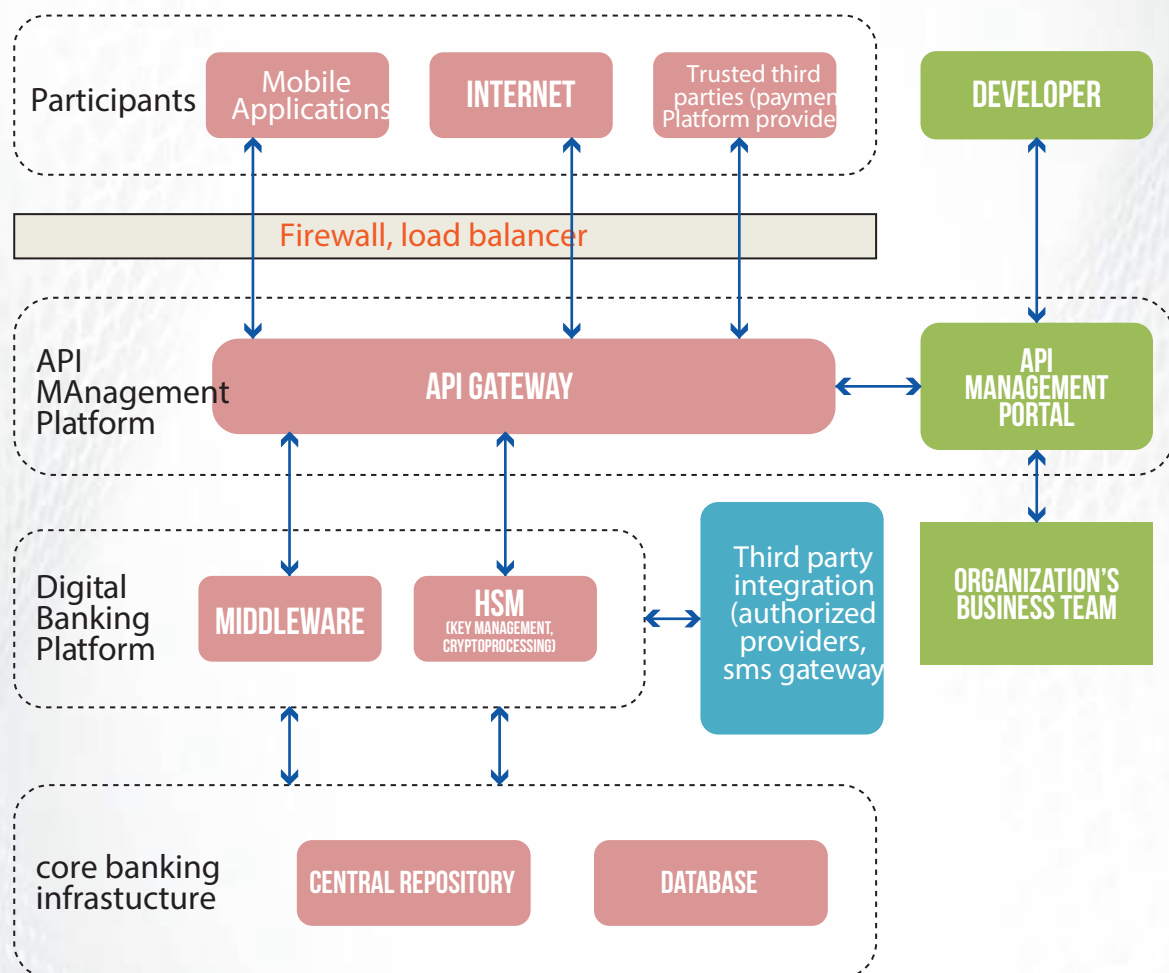 Participants
Mobile
Applications
INTERNET
Trusted third
parties (paymen
Platform provide
DEVELOPER
Firewall, load balancer
API
MAnagement
Platform
API GATEWAY
API
MANAGEMENT
PORTAL
Digital
Banking
Platform
MIDDLEWARE
HSM
(KEY MANAGEMENT,
CRYPTOPROCESSING)
Third party
integration
(authorized
providers,
sms gateway
ORGANIZATION'S
BUSINESS TEAM
core banking
infrastucture
CENTRAL REPOSITORY
DATABASE